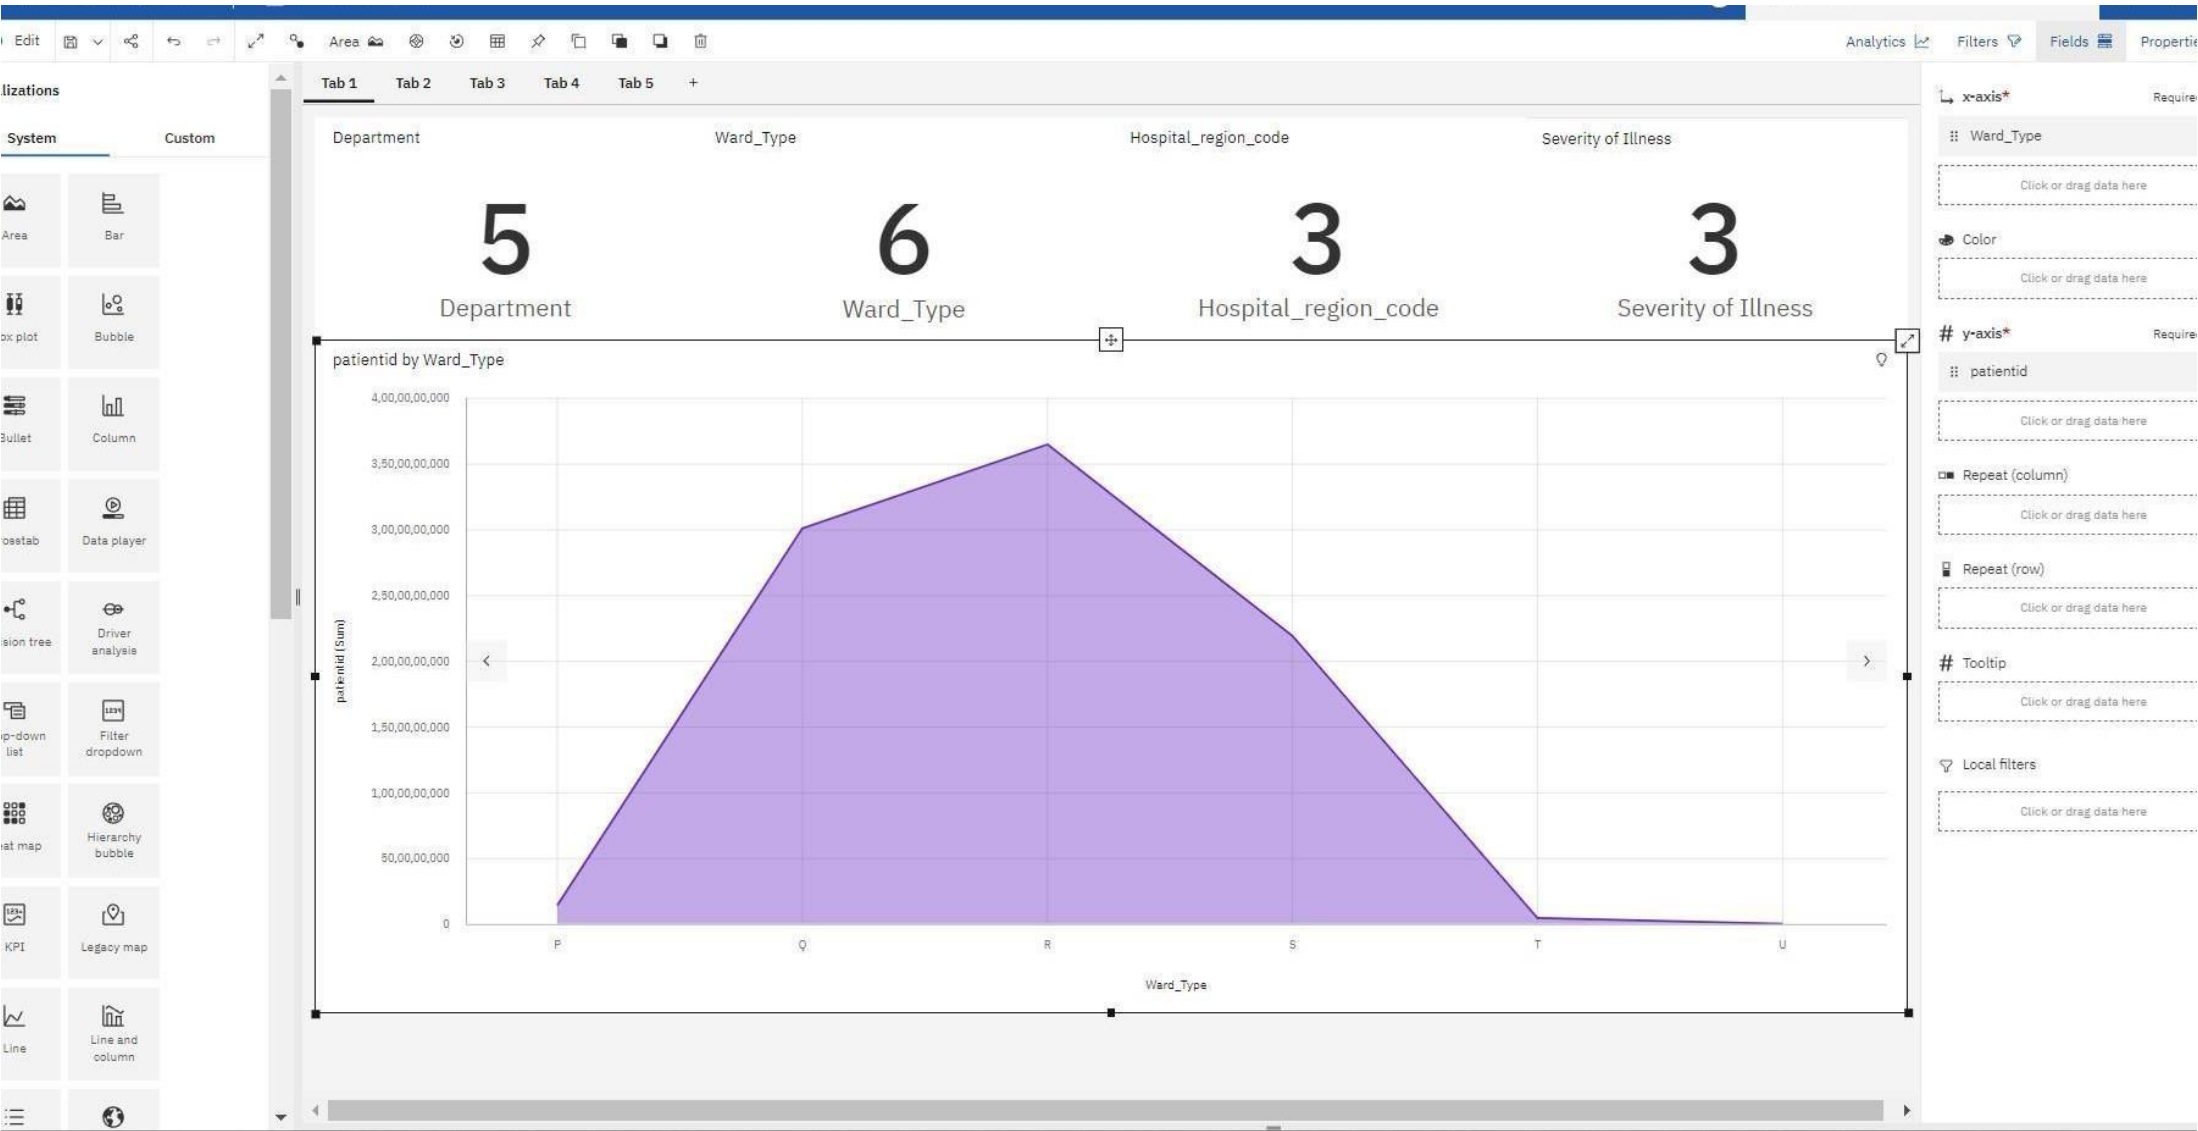 Edit
Area
Analytics
Filters
Fields
Propertie
lizations
System
Custom
Area
Bar
ox plot
Bubble
Bullet
Column
osstab
Data player
sion tree
Driver
analysis
op-down
list
1234
Filter
dropdown
eat map
Hierarchy
bubble
KPI
Legacy map
Line
Line and
column
Tab 1
Tab 2
Tab 3
Tab 4
Tab 5
+
Department
Ward_Type
Hospital_region_code
Severity of Illness
5
6
3
3
Department
Ward_Type
Hospital_region_code
Severity of Illness
patientid by Ward_Type
4,00,00,00,000
3,50,00,00,000
3,00,00,00,000
2,50,00,00,000
2,00,00,00,000
1,50,00,00,000
1,00,00,00,000
50,00,00,000
0
patientid (Sum)
P
Q
R
S
T
U
Ward_Type
x-axis*
Require
Ward_Type
Click or drag data here
Color
Click or drag data here
# y-axis*
Require
patientid
Click or drag data here
Repeat (column)
Click or drag data here
Repeat (row)
Click or drag data here
# Tooltip
Click or drag data here
Local filters
Click or drag data here